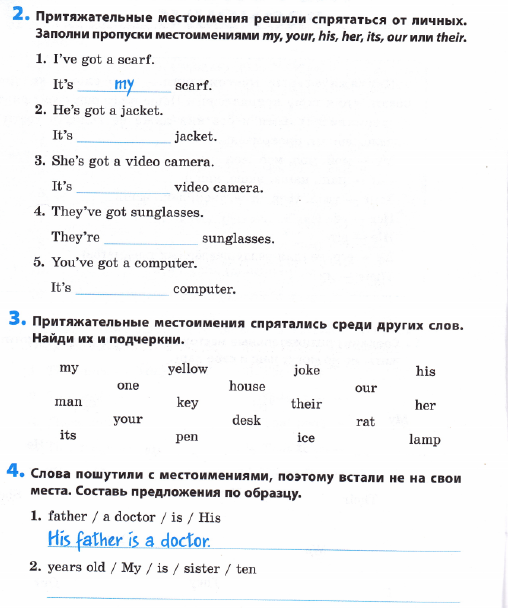 2. Притяжательные местоимения решили спрятаться от личных.
Заполни пропуски местоимениями my, your, his, her, its, our или their.
1. I've got a scarf.
It's my scarf.
2. He's got a jacket.
It's jacket.
3. She's got a video camera.
It's video camera.
4. They've got sunglasses.
They're sunglasses.
5. You've got a computer.
It's computer.
3. Притяжательные местоимения спрятались среди других слов.
Найди их и подчеркни.
my yellow joke his
one house our
man key their her
your desk rat
its pen ice lamp
4. Слова пошутили с местоимениями, поэтому встали не на свои
места. Составь предложения по образцу.
1. father / a doctor / is / His
His father is a doctor.
2. years old / My / is / sister / ten